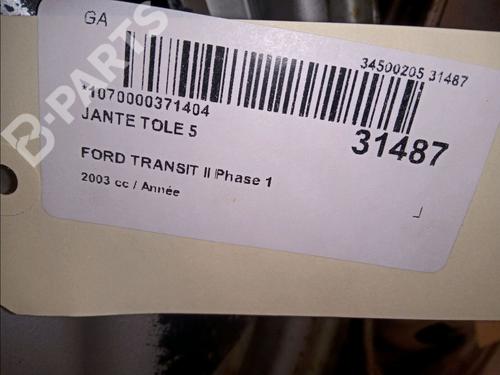 GA
34500205 31487
*1070000371404
31487
JANTE TOLE 5
FORD TRANSIT II Phase 1
2003 cc / Année
B-PARTS